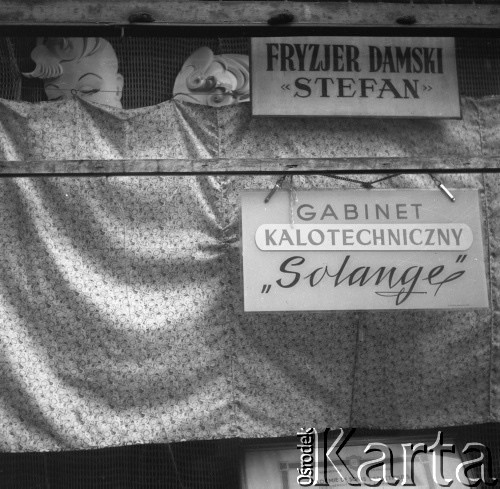 FRYZJER DAMSKI
«STEFAN»
GABINET
KALOTECHNICZNY
„Solange”
Ośrodek
Karta